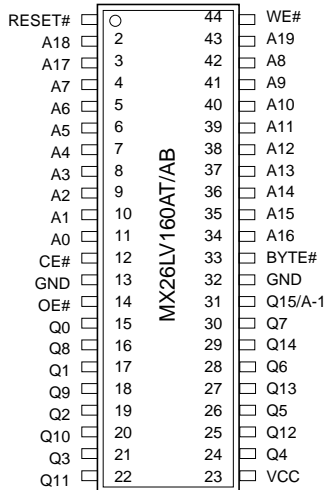 RESET# 44 WE#
A18 2 43 A19
A17 3 42 A8
A7 4 41 A9
A6 5 40 A10
A5 6 39 A11
A4 7 38 A12
A3 8 37 A13
A2 9 36 A14
A1 10 35 A15
A0 11 34 A16
CE# 12 33 BYTE#
GND 13 32 GND
OE# 14 31 Q15/A-1
Q0 15 30 Q7
Q8 16 29 Q14
Q1 17 28 Q6
Q9 18 27 Q13
Q2 19 26 Q5
Q10 20 25 Q12
Q3 21 24 Q4
Q11 22 23 VCC
MX26LV160AT/AB